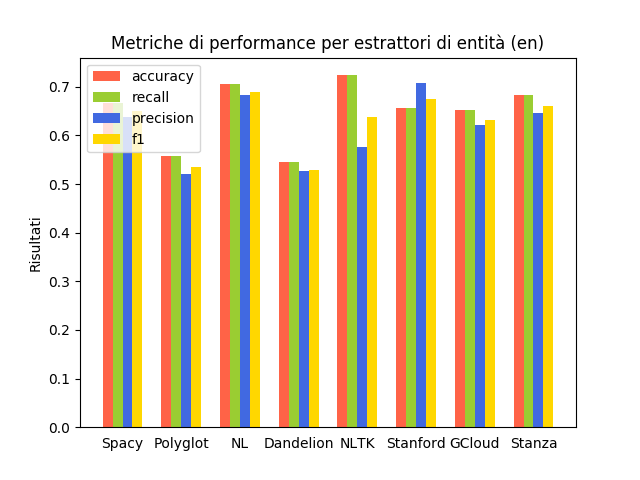 Metriche di performance per estrattori di entità (en)
accuracy
recall
precision
f1
Risultati
0.7
0.6
0.5
0.4
0.3
0.2
0.1
0.0
Spacy Polyglot NL Dandelion NLTK Stanford GCloud Stanza